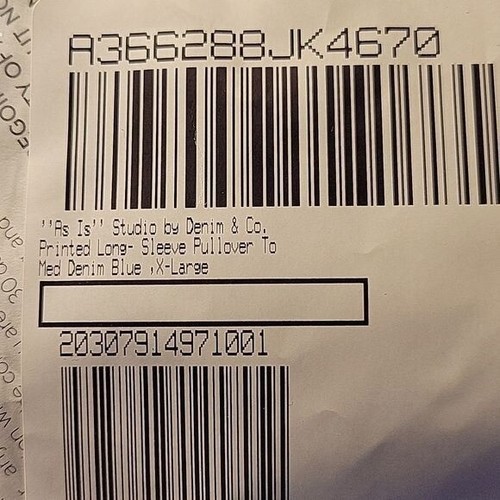 A366288JK4670
''As Is'' Studio by Denim & Co.
Printed Long- Sleeve Pullover To
Med Denim Blue ,X-Large
20307914971001